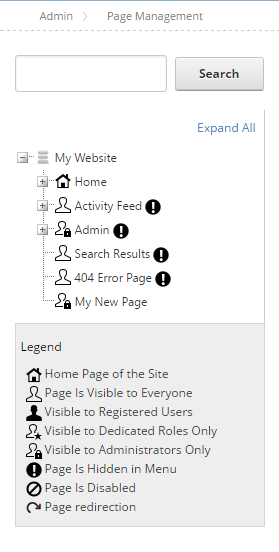 Admin Page Management
Search
Expand All
My Website
Home
Activity Feed
Admin
Search Results
404 Error Page
My New Page
Legend
Home Page of the Site
Page Is Visible to Everyone
Visible to Registered Users
Visible to Dedicated Roles Only
Visible to Administrators Only
Page Is Hidden in Menu
Page Is Disabled
Page redirection